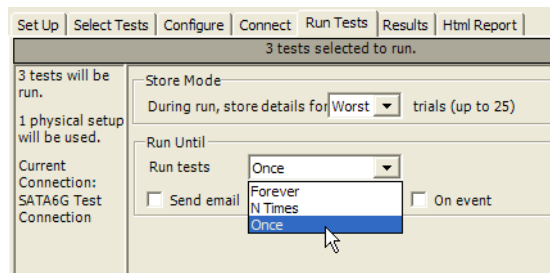 Set Up Select Tests Configure Connect Run Tests Results Html Report
3 tests selected to run.
3 tests will be
run.
1 physical setup
will be used.
Current
Connection:
SATA6G Test
Connection
Store Mode
During run, store details for Worst trials (up to 25)
Run Until
Run tests Once
Forever
N Times
Once
Send email On event